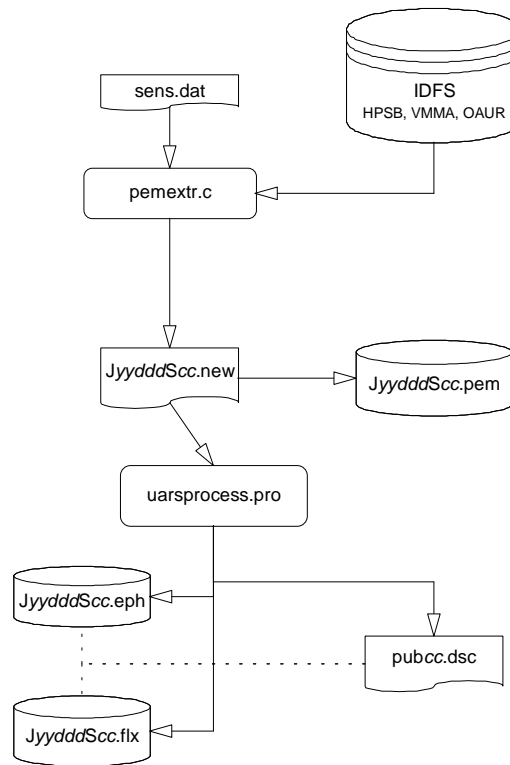 IDFS
HPSB, VMMA, OAUR
sens.dat
pemextr.c
JyydddScc.new
JyydddScc.pem
uarsprocess.pro
JyydddScc.eph
pubcc.dsc
JyydddScc.flx